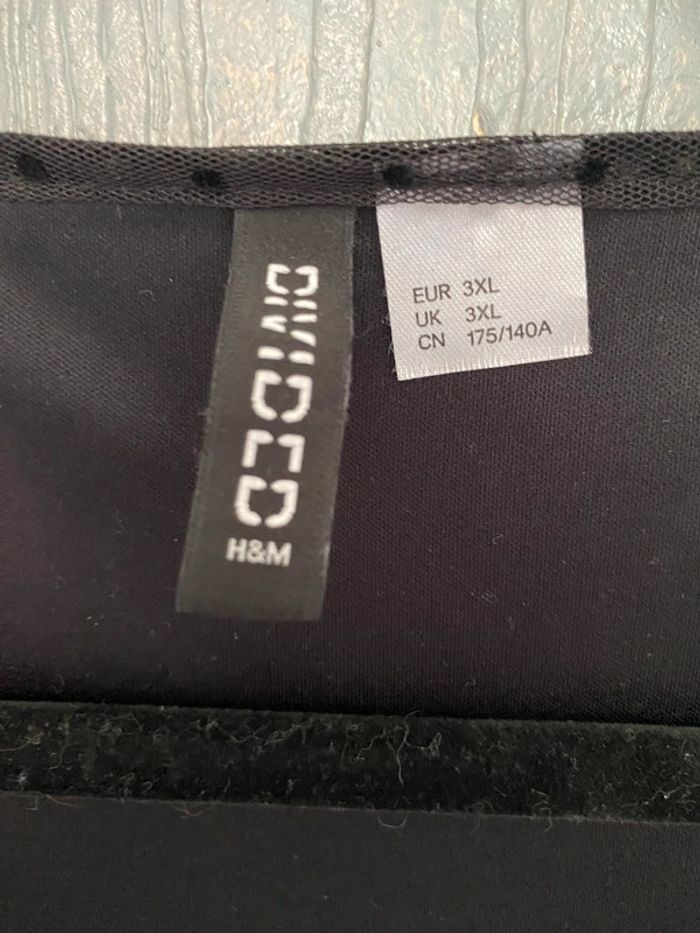 DIVIDED
H&M
EUR 3XL
UK 3XL
CN 175/140A